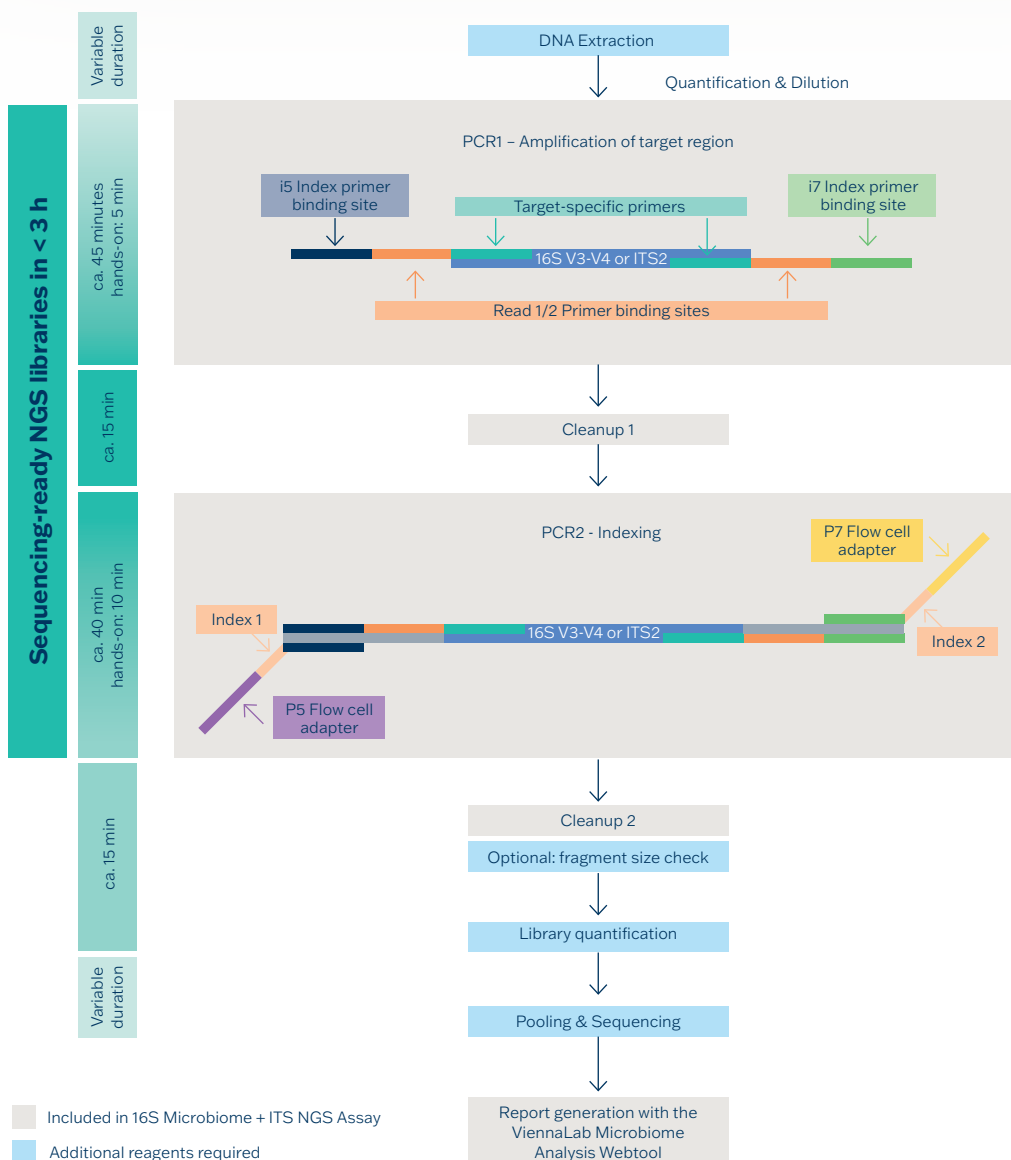 DNA Extraction
Variable
duration
Quantification & Dilution
Sequencing-ready NGS libraries in < 3 h
ca. 45 minutes
hands-on: 5 min
PCR1 – Amplification of target region
i5 Index primer
binding site
Target-specific primers
i7 Index primer
binding site
16S V3-V4 or ITS2
Read 1/2 Primer binding sites
ca. 15 min
Cleanup 1
ca. 40 min
hands-on: 10 min
PCR2 - Indexing
P7 Flow cell
adapter
Index 1
16S V3-V4 or ITS2
Index 2
P5 Flow cell
adapter
ca. 15 min
Cleanup 2
Optional: fragment size check
Library quantification
Variable
duration
Pooling & Sequencing
Report generation with the
ViennaLab Microbiome
Analysis Webtool
Included in 16S Microbiome + ITS NGS Assay
Additional reagents required